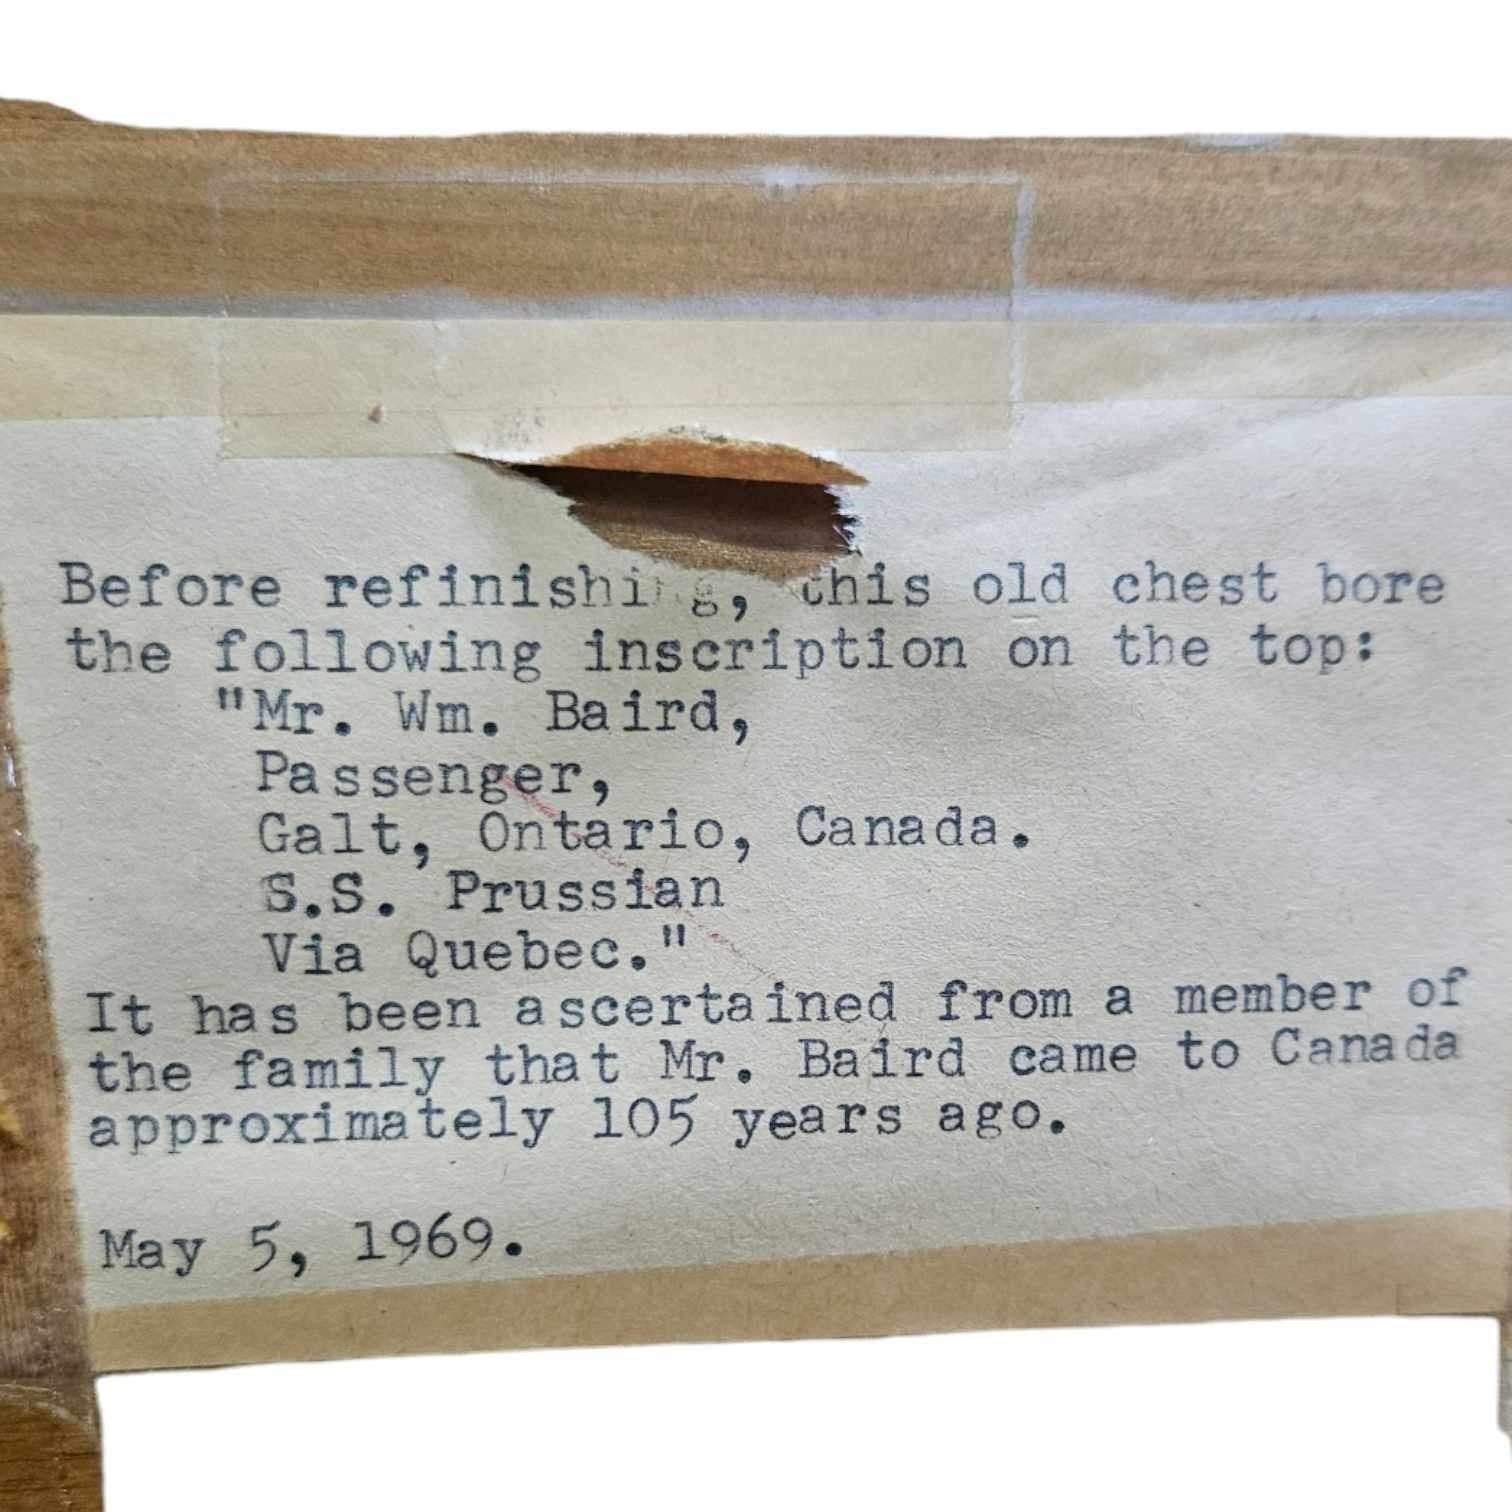 Before refinishing, this old chest bore
the following inscription on the top:
"Mr. Wm. Baird,
Passenger,
Galt, Ontario, Canada.
S.S. Prussian
Via Quebec."
It has been ascertained from a member of
the family that Mr. Baird came to Canada
approximately 105 years ago.
May 5, 1969.